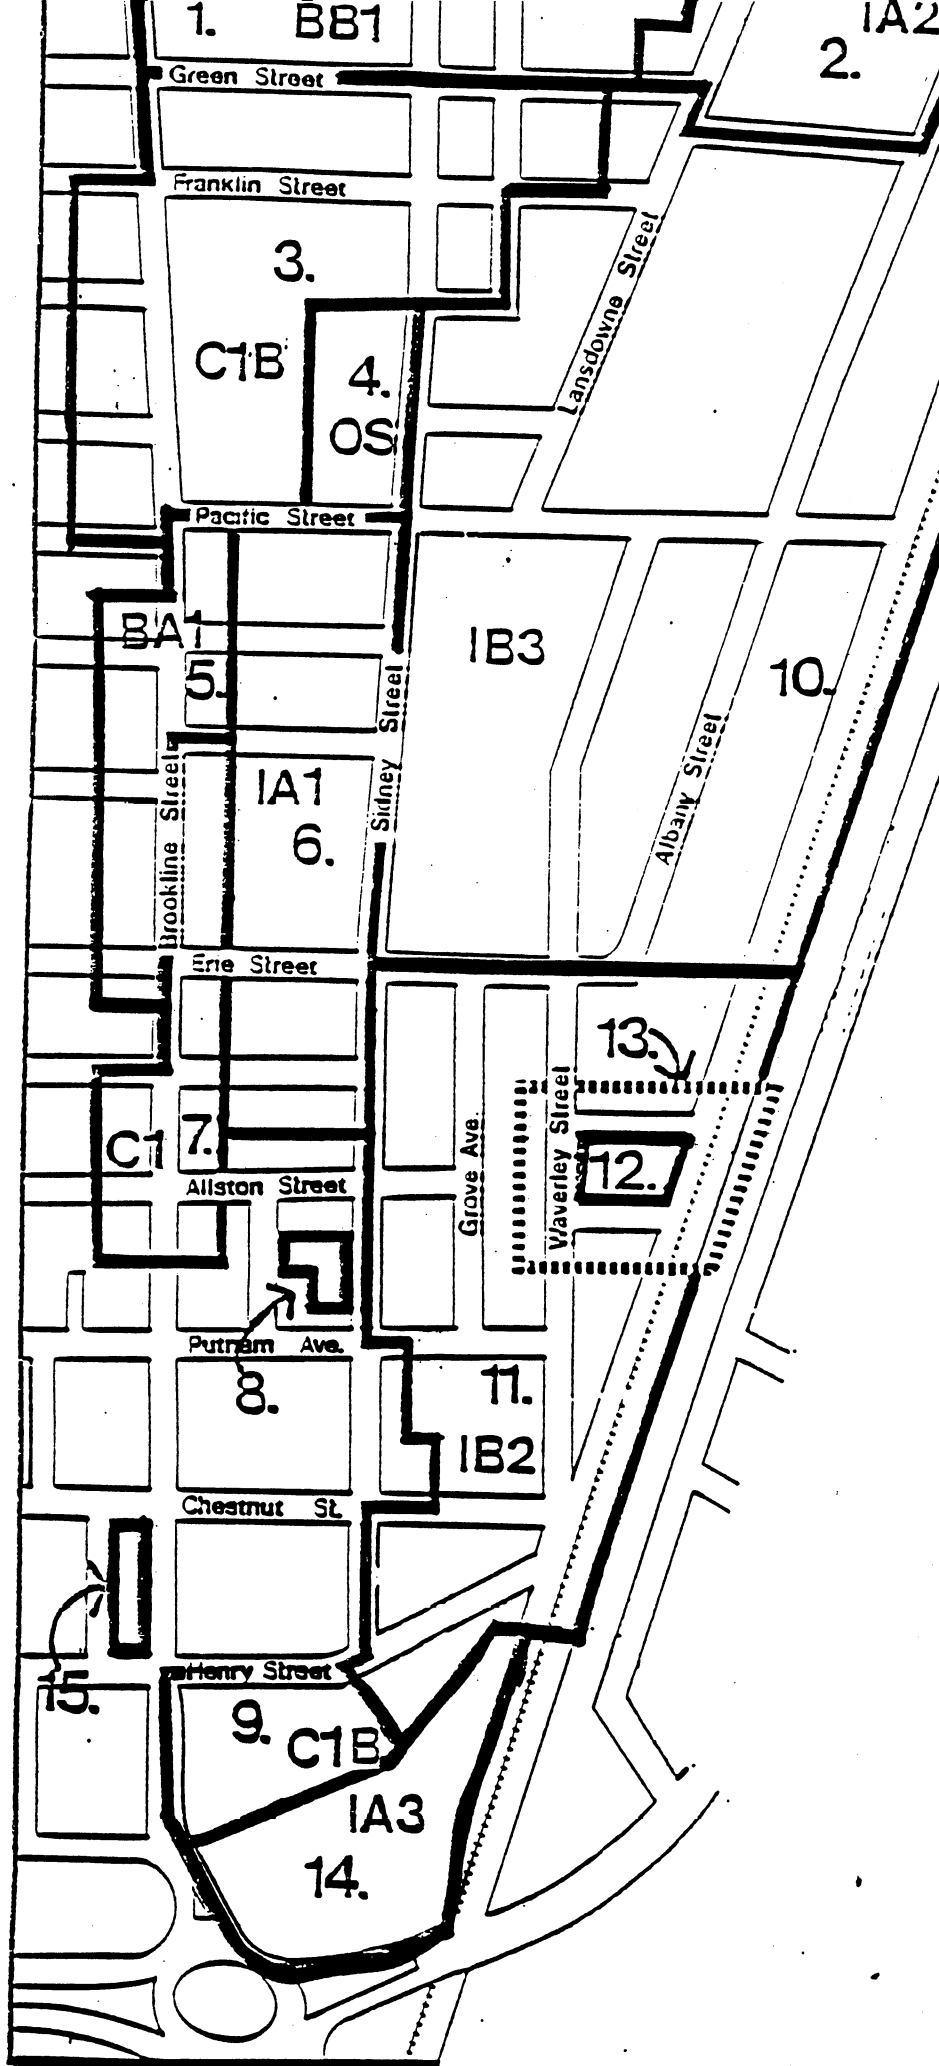 1. BB1
IA2
2.
Green Street
Franklin Street
3.
Lansdowne Street
C1B
4.
OS
Pacific Street
BA1
5.
IB3
10.
Sidney Street
Albany Street
Brookline Street
IA1
6.
Erie Street
13.
Waverley Street
Grove Ave.
C1 7.
12.
Allston Street
Putnam Ave.
8.
11.
IB2
Chestnut St.
15.
Henry Street
9.
C1B
IA3
14.